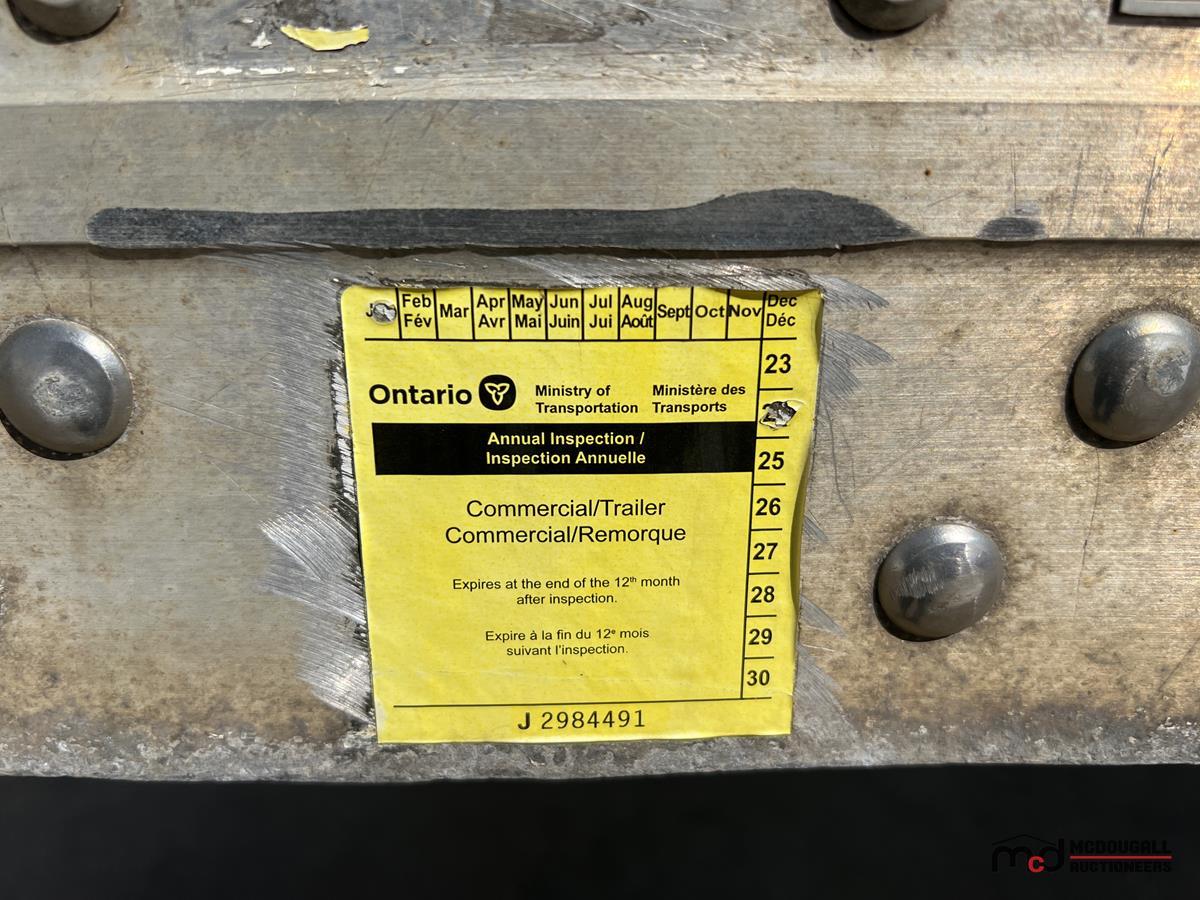 Feb Mar Apr May Jun Jul Aug Sept Oct Nov Dec
Fév Avr Mai Juin Jui Août Déc
23
Ontario Ministry of Ministère des
Transportation Transports
Annual Inspection /
Inspection Annuelle
25
Commercial/Trailer
26
Commercial/Remorque
27
Expires at the end of the 12th month
28
after inspection.
Expire à la fin du 12e mois
29
suivant l'inspection.
30
J 2984491
mcd MCDOUGALL
AUCTIONEERS